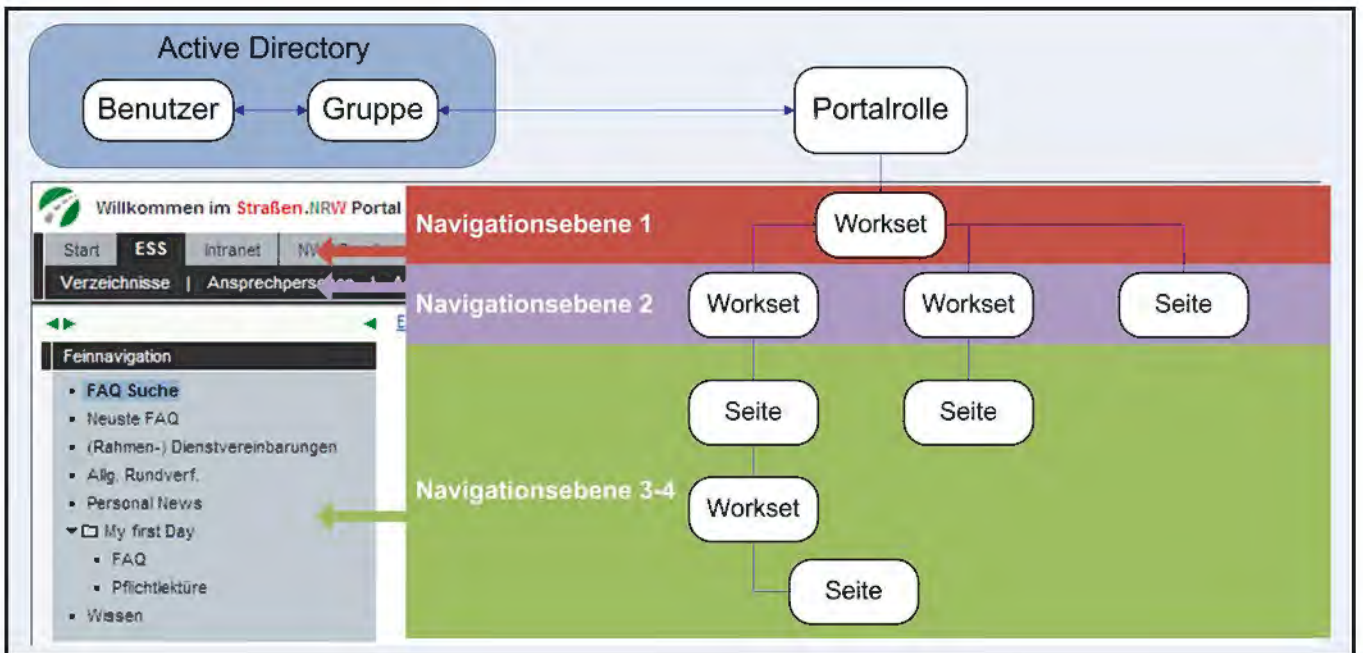 Active Directory
Benutzer
Gruppe
Portalrolle
Willkommen im Straßen.NRW Portal
Start ESS Intranet
Verzeichnisse | Ansprechpersonen | A
Navigationsebene 1
Workset
Navigationsebene 2
Workset
Workset
Seite
Feinnavigation
FAQ Suche
Neuste FAQ
(Rahmen-) Dienstvereinbarungen
Allg. Rundverf.
Personal News
My first Day
FAQ
Pflichtlektüre
Wissen
Seite
Seite
Navigationsebene 3-4
Workset
Seite